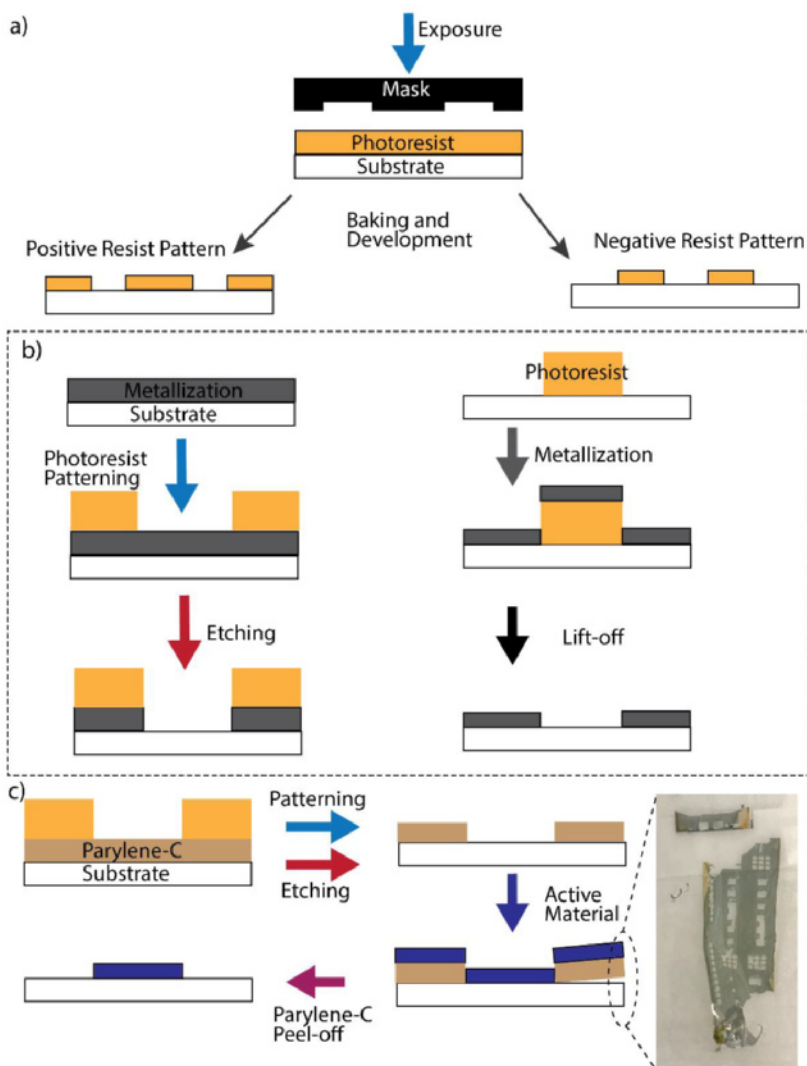 a)
Exposure
Mask
Photoresist
Substrate
Baking and
Development
Positive Resist Pattern
Negative Resist Pattern
b)
Metallization
Substrate
Photoresist
Patterning
Etching
Photoresist
Metallization
Lift-off
c)
Parylene-C
Substrate
Patterning
Etching
Active
Material
Parylene-C
Peel-off